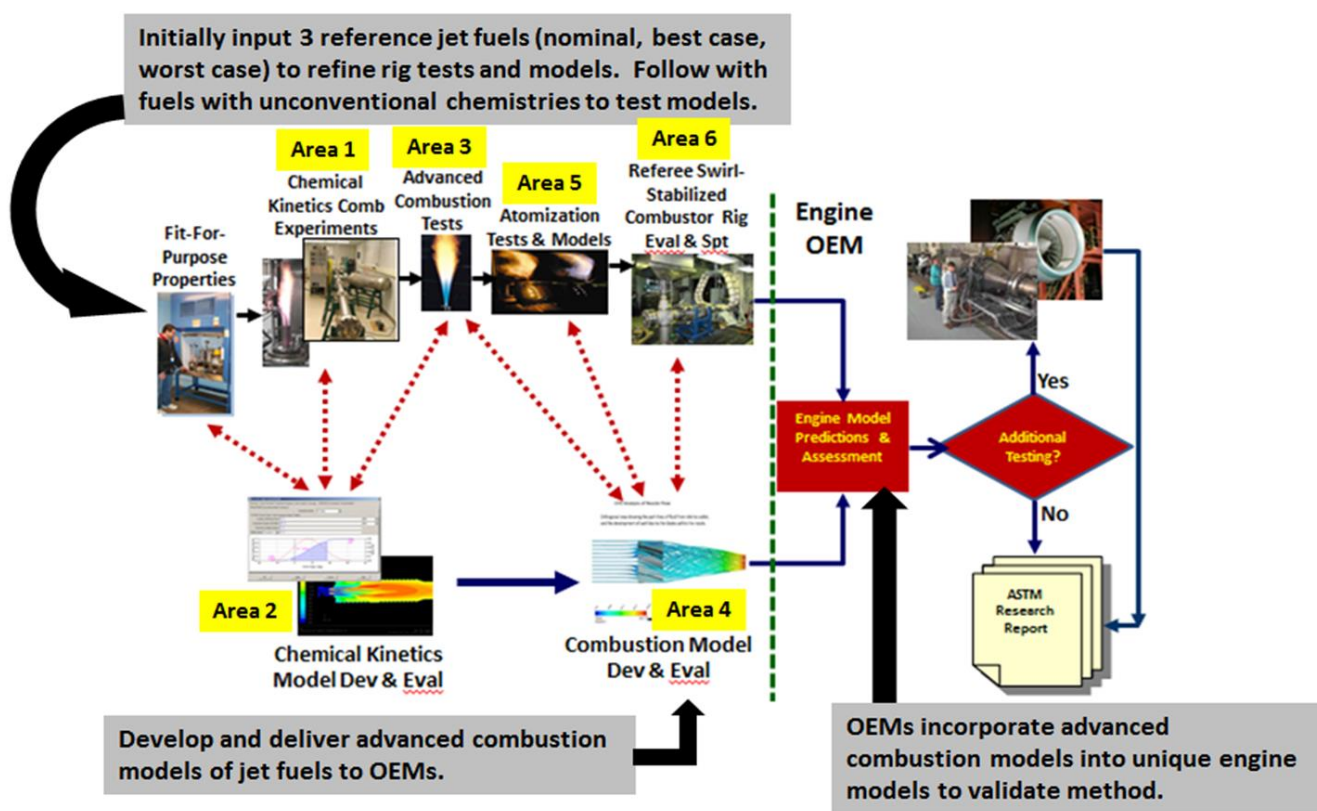 Initially input 3 reference jet fuels (nominal, best case,
worst case) to refine rig tests and models. Follow with
fuels with unconventional chemistries to test models.
Area 1
Chemical
Kinetics Comb
Experiments
Area 3
Advanced
Combustion
Tests
Area 5
Atomization
Tests & Models
Area 6
Referee Swirl-
Stabilized
Combustor Rig
Eval & Spt
Engine
OEM
Fit-For-
Purpose
Properties
Yes
Engine Model
Predictions &
Assessment
Additional
Testing?
No
ASTM
Research
Report
Area 2
Chemical Kinetics
Model Dev & Eval
Area 4
Combustion Model
Dev & Eval
Develop and deliver advanced combustion
models of jet fuels to OEMs.
OEMs incorporate advanced
combustion models into unique engine
models to validate method.